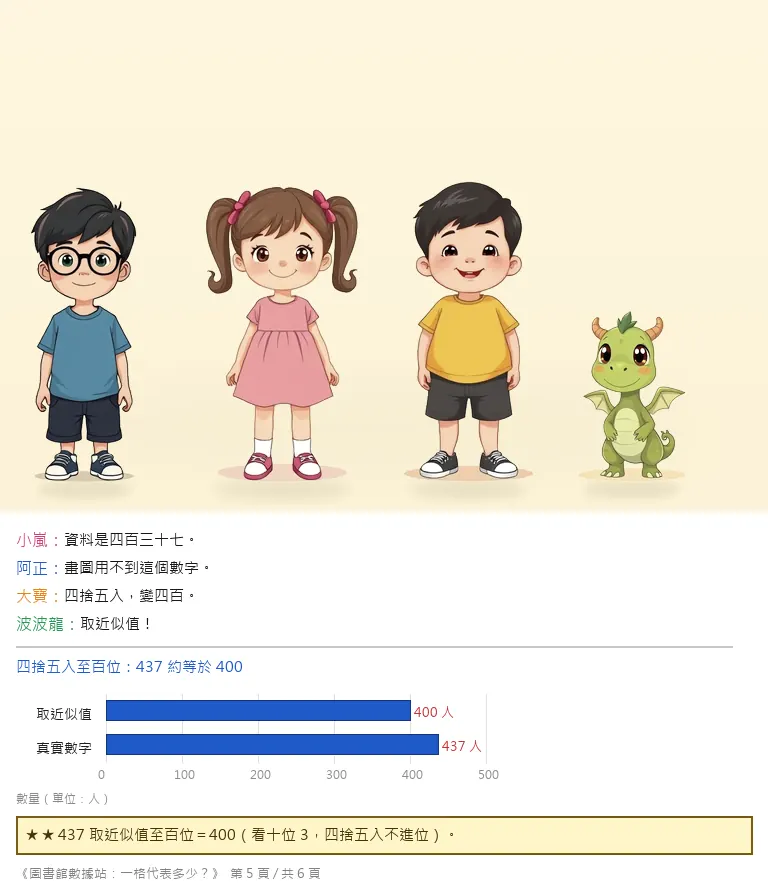 小嵐：資料是四百三十七。
阿正：畫圖用不到這個數字。
大寶：四捨五入，變四百。
波波龍：取近似值！
四捨五入至百位：437 約等於 400
取近似值 400 人
真實數字 437 人
0 100 200 300 400 500
數量（單位：人）
★★437 取近似值至百位＝400（看十位 3，四捨五入不進位）。
《圖書館數據站：一格代表多少？》 第 5 頁 / 共 6 頁